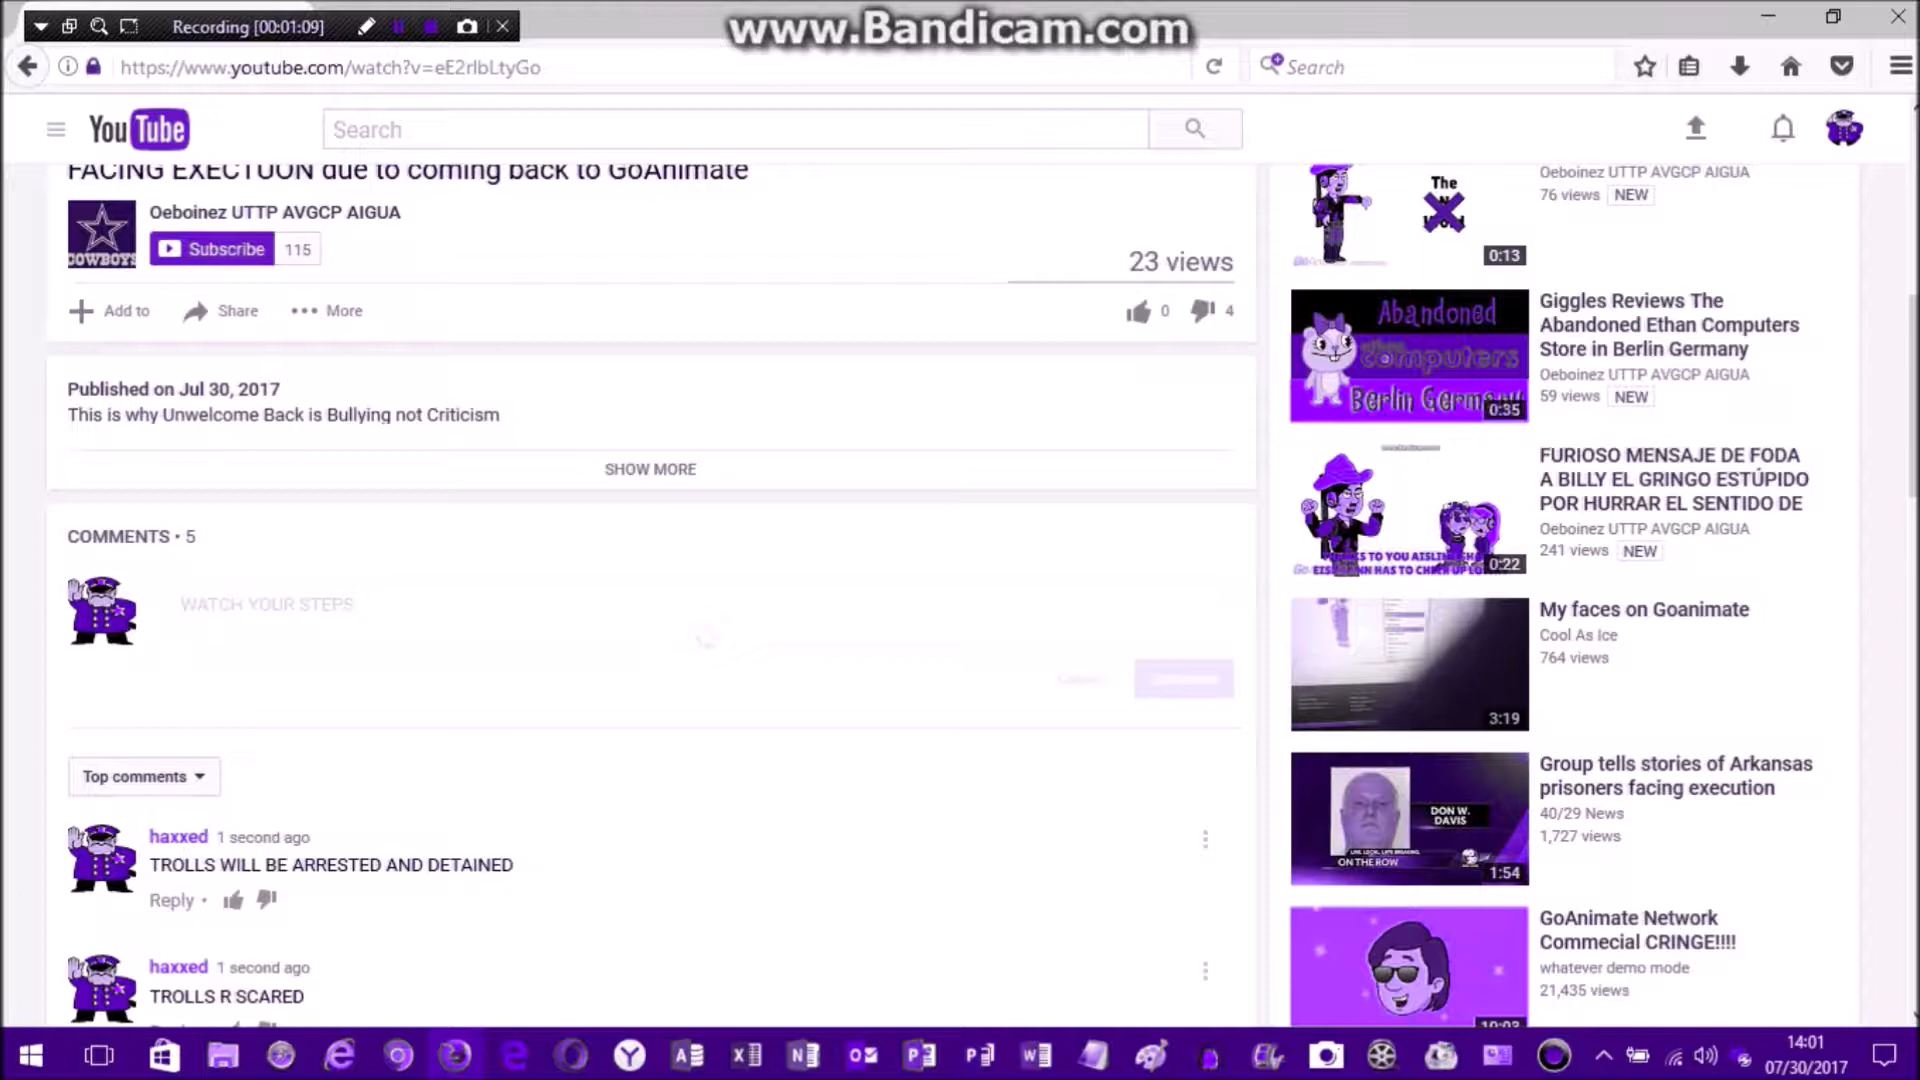 Recording [00:01:09]
www.Bandicam.com
https://www.youtube.com/watch?v=eE2rIbLtyGo
Search
YouTube
Search
FACING EXECTUON due to coming back to GoAnimate
COWBOYS
Oeboinez UTTP AVGCP AIGUA
Subscribe 115
23 views
Add to
Share
More
0
4
Published on Jul 30, 2017
This is why Unwelcome Back is Bullying not Criticism
SHOW MORE
COMMENTS • 5
WATCH YOUR STEPS
Top comments
haxxed 1 second ago
TROLLS WILL BE ARRESTED AND DETAINED
Reply •
haxxed 1 second ago
TROLLS R SCARED
The
0:13
Oeboinez UTTP AVGCP AIGUA
76 views NEW
Abandoned
computers
Berlin
0:35
Giggles Reviews The
Abandoned Ethan Computers
Store in Berlin Germany
Oeboinez UTTP AVGCP AIGUA
59 views NEW
0:22
FURIOSO MENSAJE DE FODA
A BILLY EL GRINGO ESTÚPIDO
POR HURRAR EL SENTIDO DE
Oeboinez UTTP AVGCP AIGUA
241 views NEW
3:19
My faces on Goanimate
Cool As Ice
764 views
DON W.
DAVIS
ON THE ROW
1:54
Group tells stories of Arkansas
prisoners facing execution
40/29 News
1,727 views
GoAnimate Network
Commecial CRINGE!!!!
whatever demo mode
21,435 views
14:01
07/30/2017